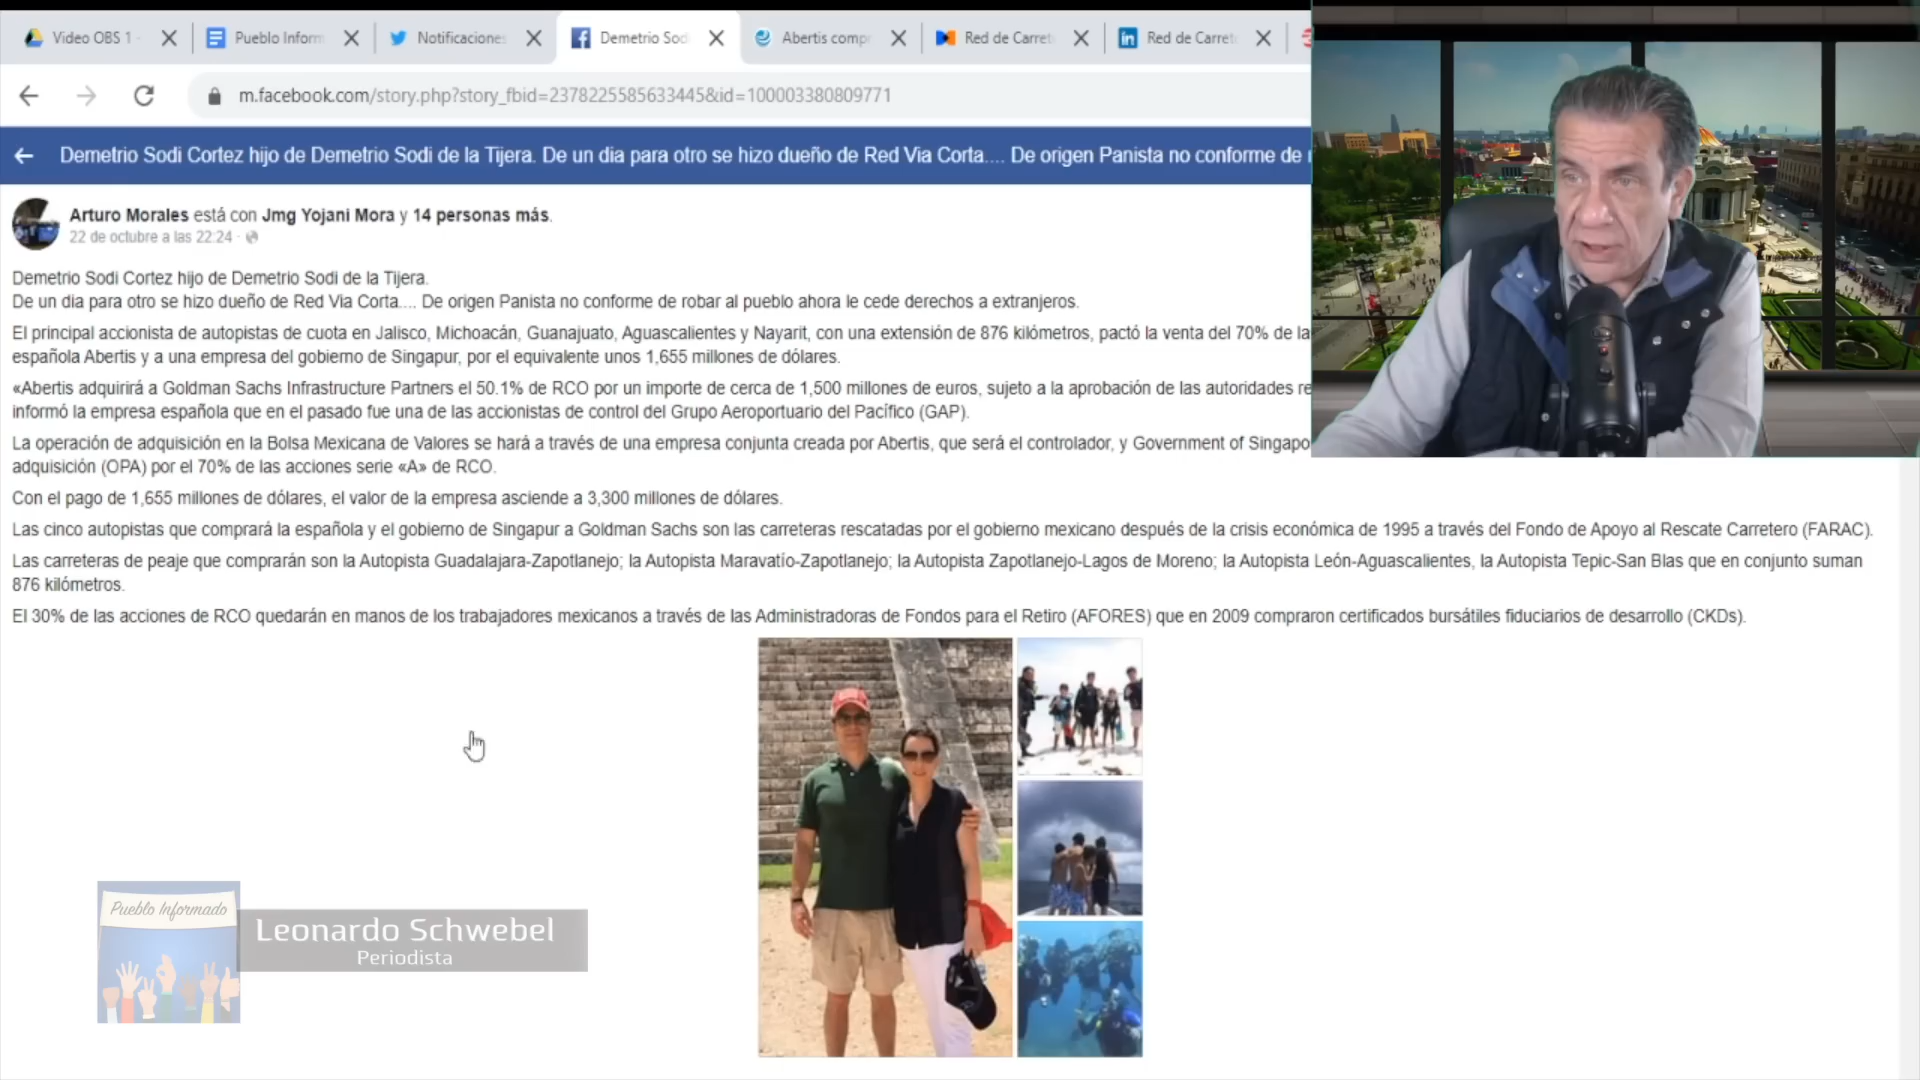 Video OBS 1
Pueblo Inform
Notificaciones
Demetrio Sod
Abertis comp
Red de Carret
Red de Carret
m.facebook.com/story.php?story_fbid=2378225585633445&id=100003380809771
Demetrio Sodi Cortez hijo de Demetrio Sodi de la Tijera. De un dia para otro se hizo dueño de Red Via Corta.... De origen Panista no conforme de
Arturo Morales está con Jmg Yojani Mora y 14 personas más.
22 de octubre a las 22:24 ·
Demetrio Sodi Cortez hijo de Demetrio Sodi de la Tijera.
De un dia para otro se hizo dueño de Red Via Corta.... De origen Panista no conforme de robar al pueblo ahora le cede derechos a extranjeros.
El principal accionista de autopistas de cuota en Jalisco, Michoacán, Guanajuato, Aguascalientes y Nayarit, con una extensión de 876 kilómetros, pactó la venta del 70% de la
española Abertis y a una empresa del gobierno de Singapur, por el equivalente unos 1,655 millones de dólares.
«Abertis adquirirá a Goldman Sachs Infrastructure Partners el 50.1% de RCO por un importe de cerca de 1,500 millones de euros, sujeto a la aprobación de las autoridades re
informó la empresa española que en el pasado fue una de las accionistas de control del Grupo Aeroportuario del Pacífico (GAP).
La operación de adquisición en la Bolsa Mexicana de Valores se hará a través de una empresa conjunta creada por Abertis, que será el controlador, y Government of Singapo
adquisición (OPA) por el 70% de las acciones serie «A» de RCO.
Con el pago de 1,655 millones de dólares, el valor de la empresa asciende a 3,300 millones de dólares.
Las cinco autopistas que comprará la española y el gobierno de Singapur a Goldman Sachs son las carreteras rescatadas por el gobierno mexicano después de la crisis económica de 1995 a través del Fondo de Apoyo al Rescate Carretero (FARAC).
Las carreteras de peaje que comprarán son la Autopista Guadalajara-Zapotlanejo; la Autopista Maravatío-Zapotlanejo; la Autopista Zapotlanejo-Lagos de Moreno; la Autopista León-Aguascalientes, la Autopista Tepic-San Blas que en conjunto suman
876 kilómetros.
El 30% de las acciones de RCO quedarán en manos de los trabajadores mexicanos a través de las Administradoras de Fondos para el Retiro (AFORES) que en 2009 compraron certificados bursátiles fiduciarios de desarrollo (CKDs).
Pueblo Informado
Leonardo Schwebel
Periodista